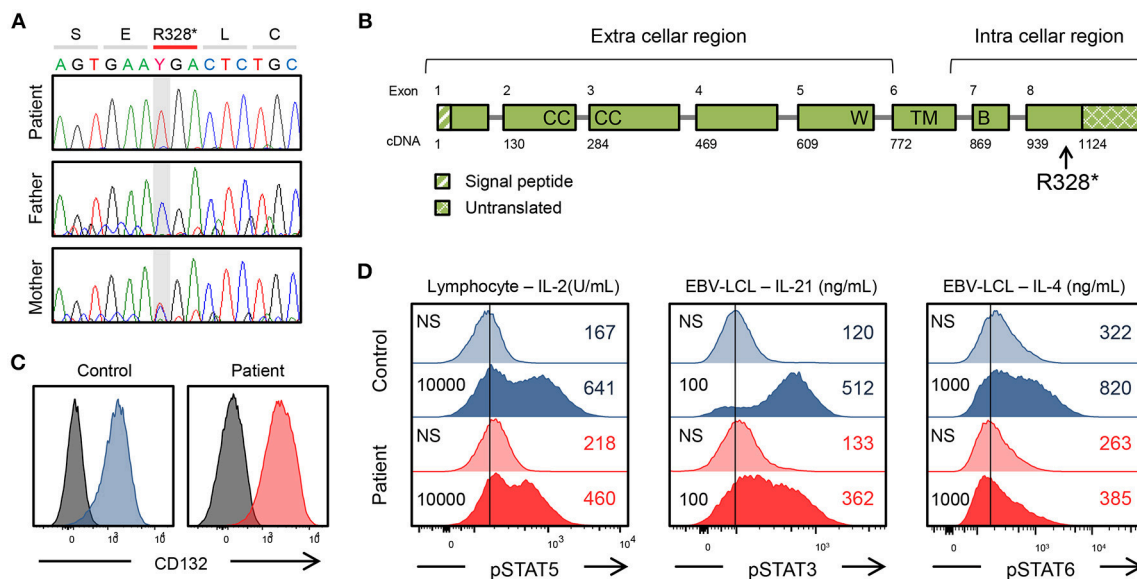 A
S E R328* L C
A G T G A A Y G A C T C T G C
Patient
Father
Mother
B
Extra cellar region Intra cellar region
Exon 1 2 3 4 5 6 7 8
CC CC W TM B
cDNA 1 130 284 469 609 772 869 939 1124
R328*
Signal peptide
Untranslated
C
Control Patient
0 10³ 10⁴ 0 10³ 10⁴
CD132
D
Lymphocyte – IL-2(U/mL) EBV-LCL – IL-21 (ng/mL) EBV-LCL – IL-4 (ng/mL)
Control
NS 167 NS 120 NS 322
10000 641 100 512 1000 820
Patient
NS 218 NS 133 NS 263
10000 460 100 362 1000 385
0 10³ 10⁴ 0 10³ 0 10³ 10⁴
pSTAT5 pSTAT3 pSTAT6